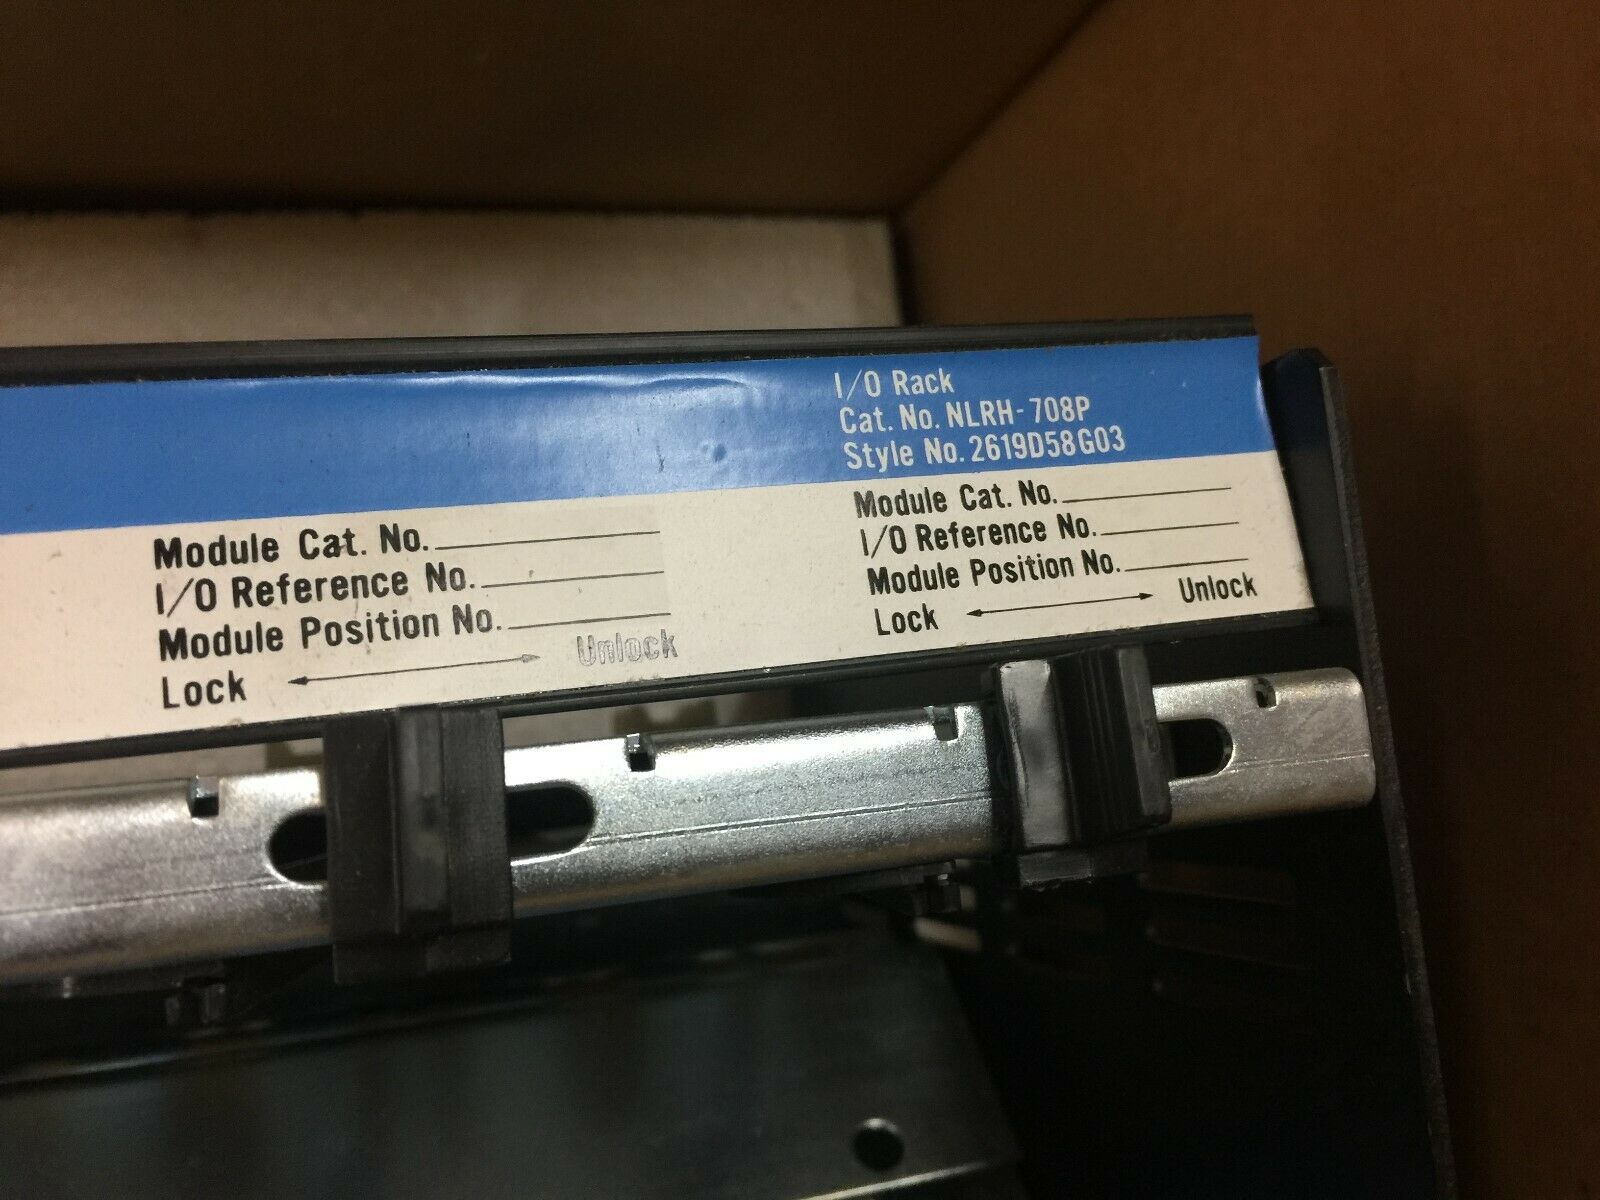 I/O Rack
Cat. No. NLRH-708P
Style No. 2619D58G03
Module Cat. No.
I/O Reference No.
Module Position No.
Lock Unlock
Module Cat. No.
I/O Reference No.
Module Position No.
Lock Unlock